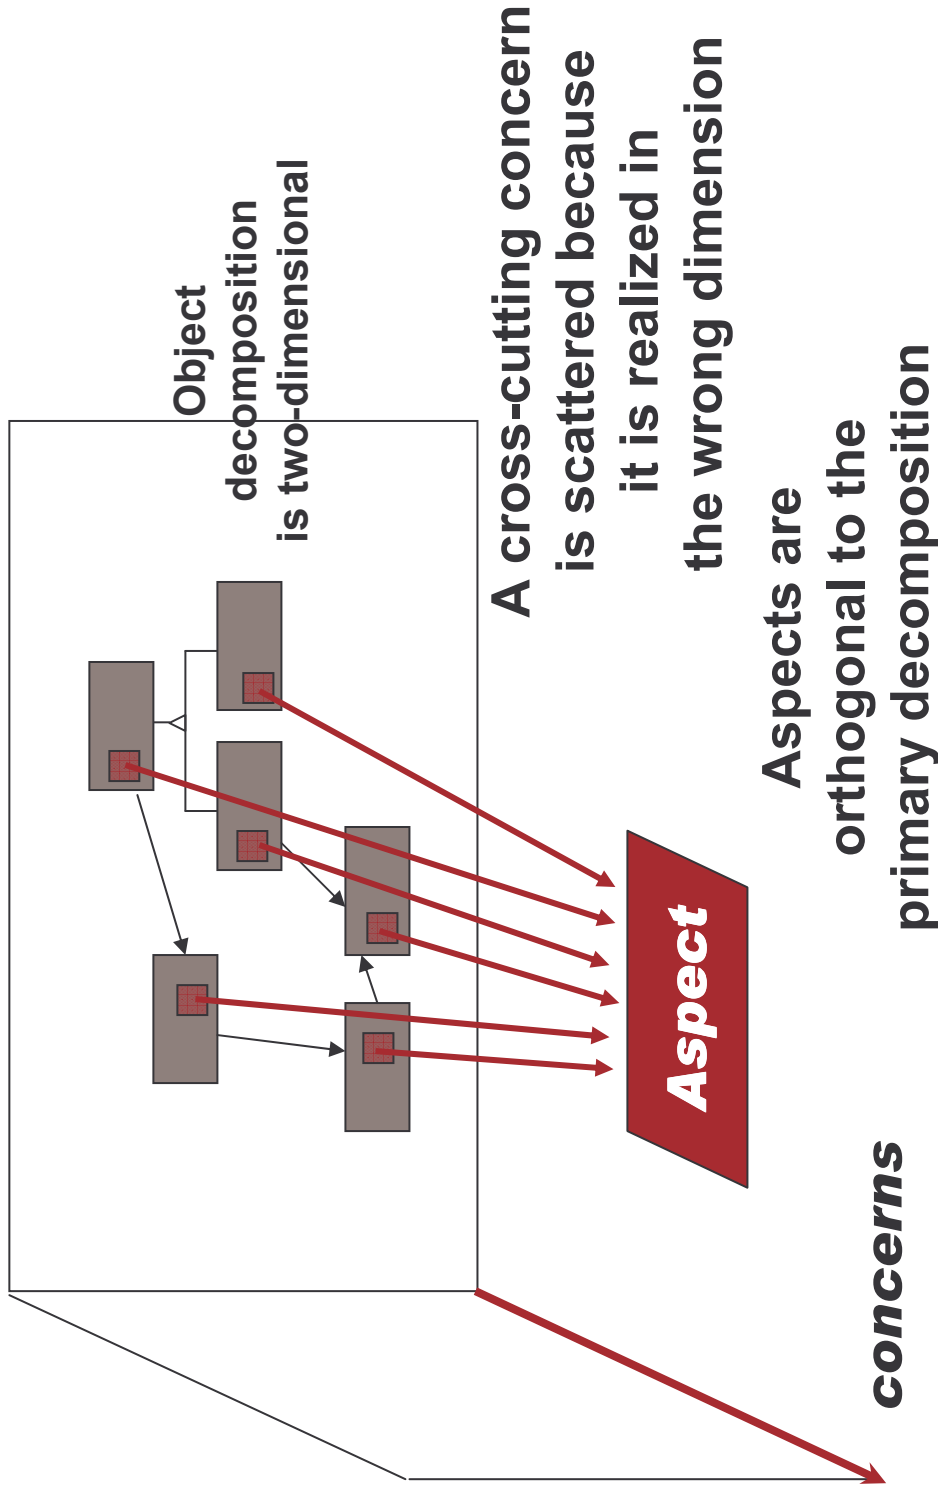 Object
decomposition
is two-dimensional
A cross-cutting concern
is scattered because
it is realized in
the wrong dimension
Aspects are
orthogonal to the
primary decomposition
Aspect
concerns